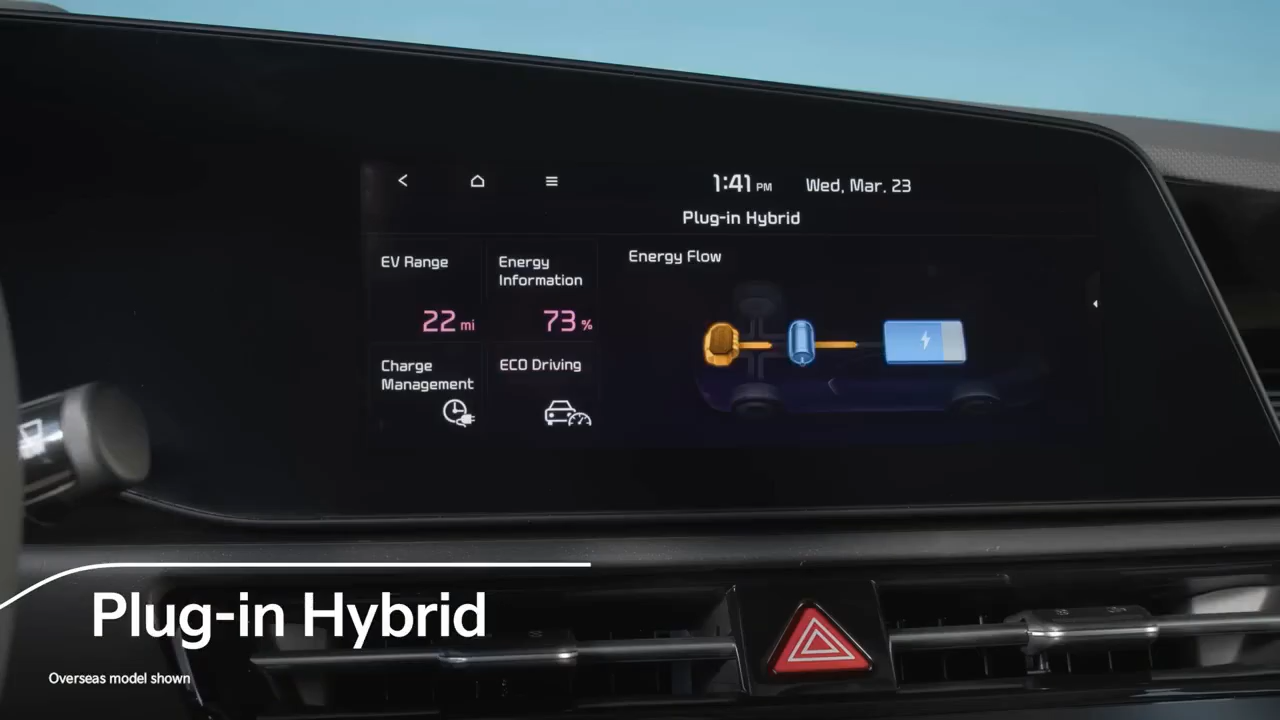 1:41 PM Wed, Mar. 23
Plug-in Hybrid
EV Range
22 mi
Energy
Information
73 %
Energy Flow
Charge
Management
ECO Driving
Plug-in Hybrid
Overseas model shown